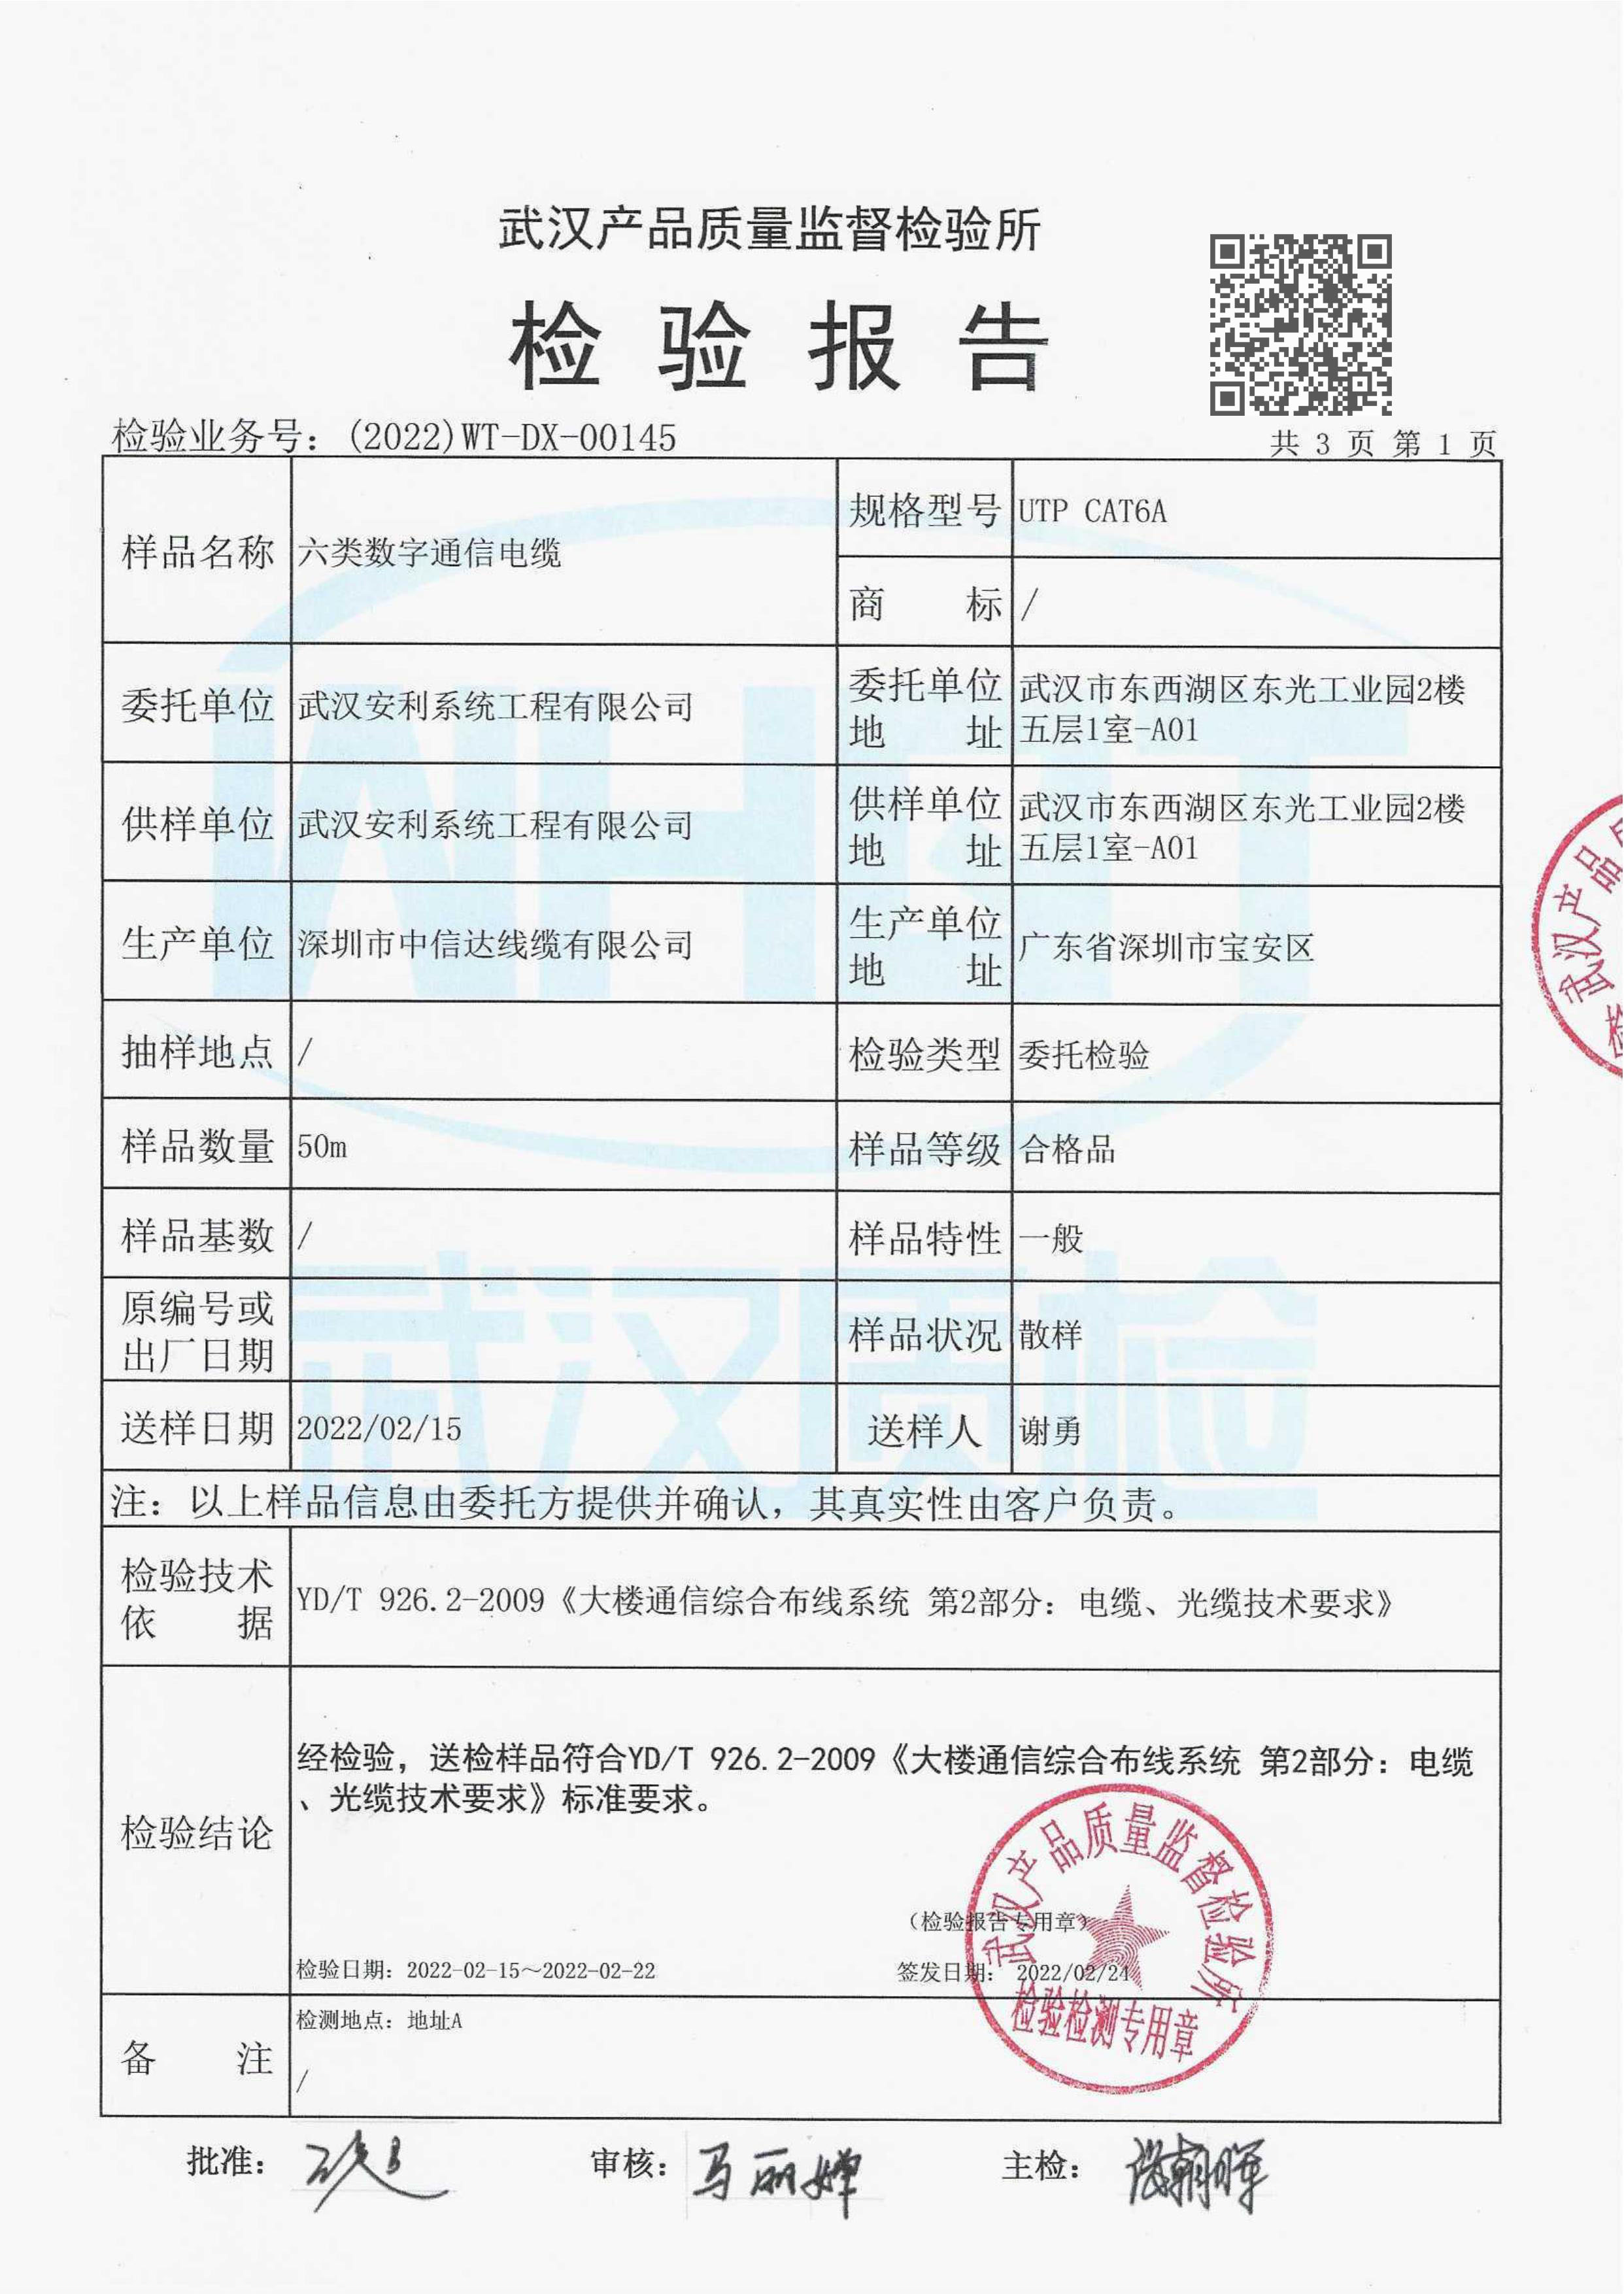 武汉产品质量监督检验所
检验报告
检验业务号：(2022)WT-DX-00145
共 3 页 第 1 页
样品名称 六类数字通信电缆 规格型号 UTP CAT6A
商 标 /
委托单位 武汉安利系统工程有限公司 委托单位地 址 武汉市东西湖区东光工业园2楼
五层1室-A01
供样单位 武汉安利系统工程有限公司 供样单位地 址 武汉市东西湖区东光工业园2楼
五层1室-A01
生产单位 深圳市中信达线缆有限公司 生产单位地 址 广东省深圳市宝安区
抽样地点 / 检验类型 委托检验
样品数量 50m 样品等级 合格品
样品基数 / 样品特性 一般
原编号或
出厂日期 样品状况 散样
送样日期 2022/02/15 送样人 谢勇
注：以上样品信息由委托方提供并确认，其真实性由客户负责。
检验技术
依 据 YD/T 926.2-2009《大楼通信综合布线系统 第2部分：电缆、光缆技术要求》
检验结论 经检验，送检样品符合YD/T 926.2-2009《大楼通信综合布线系统 第2部分：电缆
、光缆技术要求》标准要求。
（检验报告专用章）
检验日期：2022-02-15～2022-02-22 签发日期：2022/02/24
武汉产品质量监督检验所
检验检测专用章
备 注 检测地点：地址A
/
批准： 审核：马丽婵 主检：
武汉产品
WHQT
武汉质检